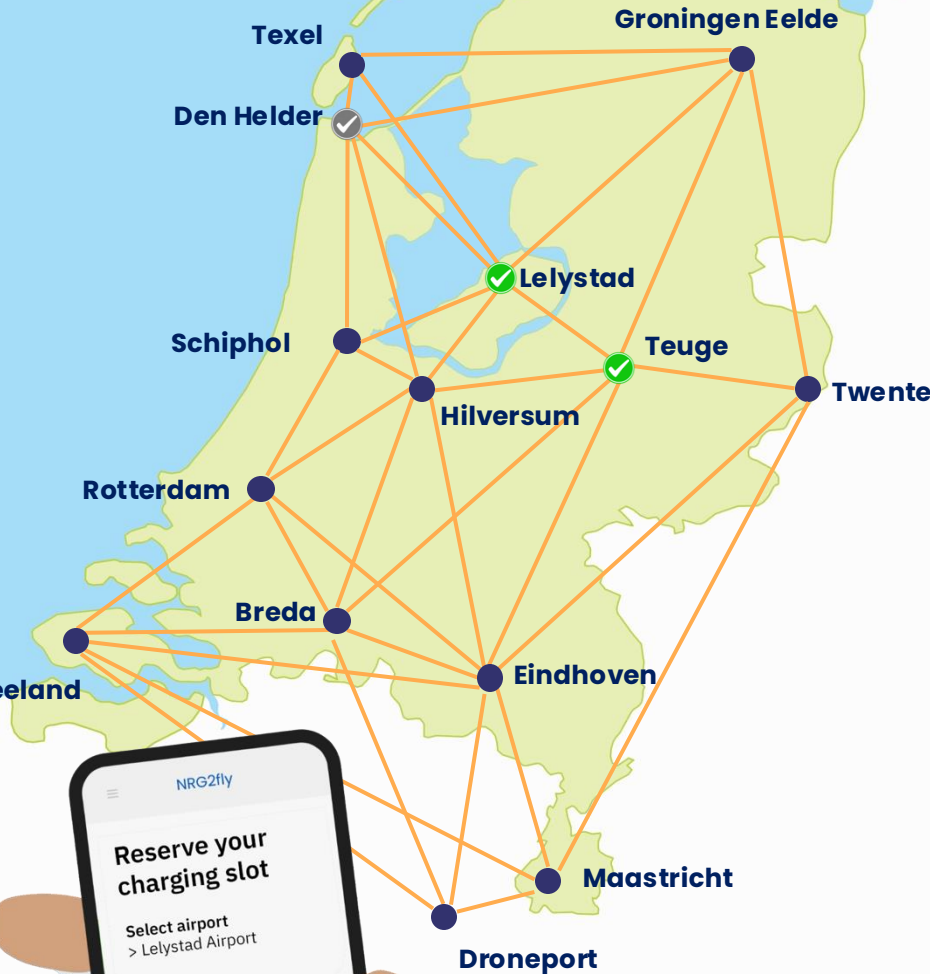 Groningen Eelde
Texel
Den Helder
Lelystad
Schiphol
Teuge
Twente
Hilversum
Rotterdam
Breda
Eindhoven
eeland
NRG2fly
Reserve your
charging slot
Select airport
> Lelystad Airport
Maastricht
Droneport